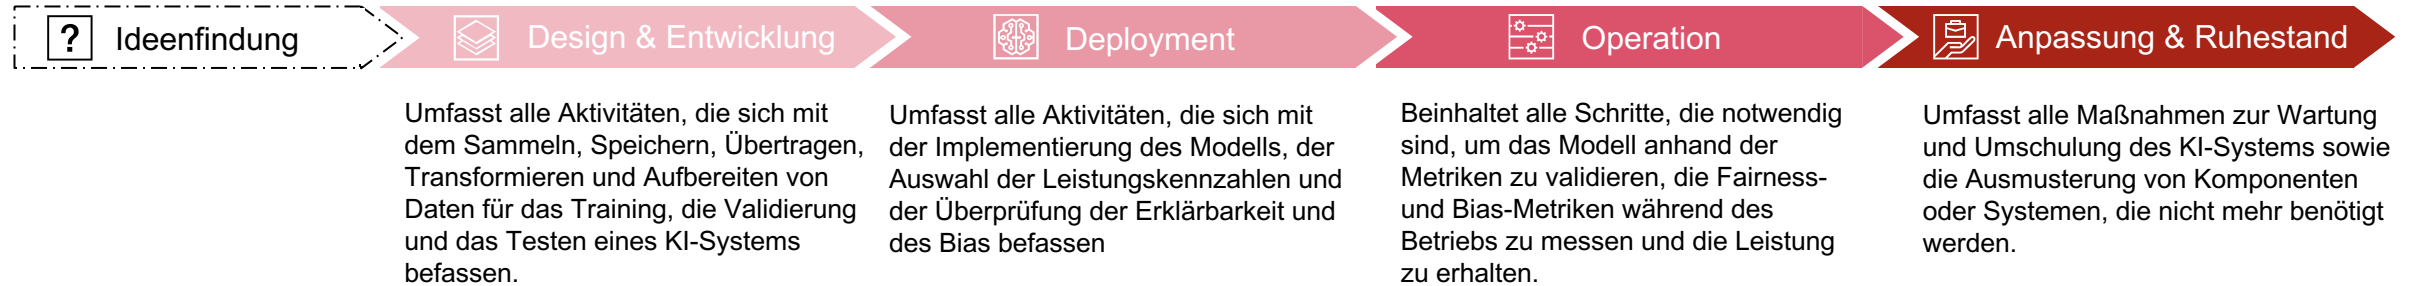 ? Ideenfindung
Design & Entwicklung
Deployment
Operation
Anpassung & Ruhestand
Umfasst alle Aktivitäten, die sich mit
dem Sammeln, Speichern, Übertragen,
Transformieren und Aufbereiten von
Daten für das Training, die Validierung
und das Testen eines KI-Systems
befassen.
Umfasst alle Aktivitäten, die sich mit
der Implementierung des Modells, der
Auswahl der Leistungskennzahlen und
der Überprüfung der Erklärbarkeit und
des Bias befassen
Beinhaltet alle Schritte, die notwendig
sind, um das Modell anhand der
Metriken zu validieren, die Fairness-
und Bias-Metriken während des
Betriebs zu messen und die Leistung
zu erhalten.
Umfasst alle Maßnahmen zur Wartung
und Umschulung des KI-Systems sowie
die Ausmusterung von Komponenten
oder Systemen, die nicht mehr benötigt
werden.